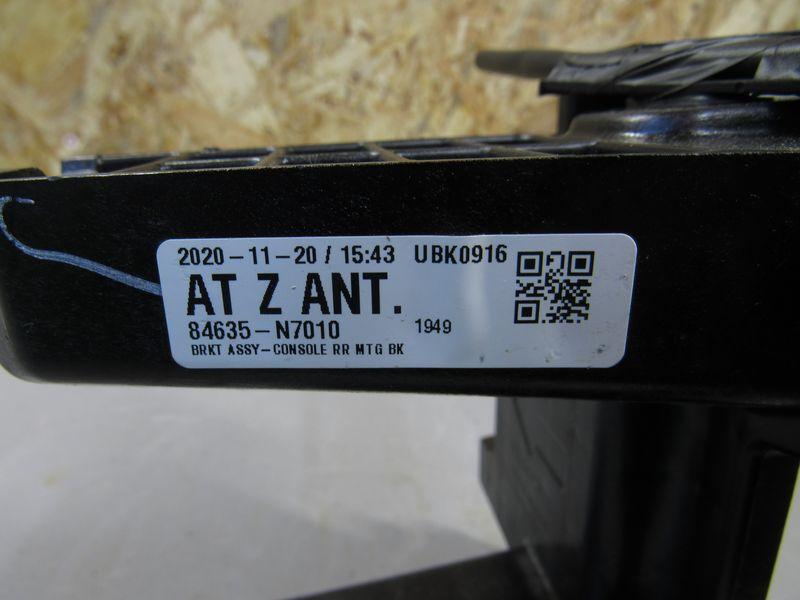 2020-11-20 / 15:43 UBK0916
AT Z ANT.
84635-N7010 1949
BRKT ASSY-CONSOLE RR MTG BK